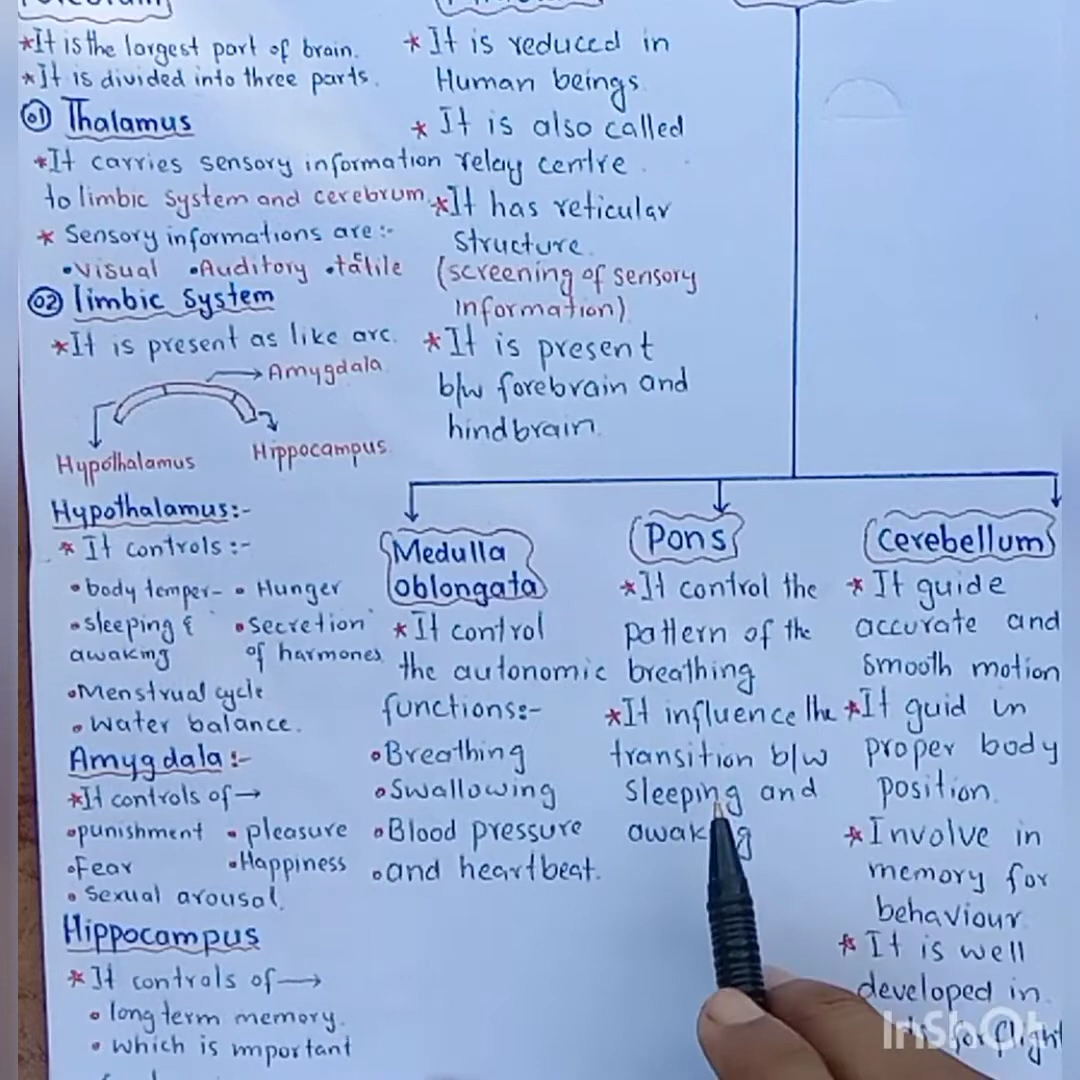 *It is the largest part of brain.
*It is divided into three parts.
01 Thalamus
*It carries sensory information
to limbic system and cerebrum
* Sensory informations are:-
•Visual •Auditory •tactile
02 limbic system
*It is present as like arc.
Amygdala
Hypothalamus
Hippocampus
Hypothalamus:-
* It controls:-
•body temper- • Hunger
•sleeping & •secretion
awaking of harmones
•Menstrual cycle
• Water balance.
Amygdala:-
*It controls of→
•punishment • pleasure
•Fear •Happiness
• Sexual arousal.
Hippocampus
*It controls of→
• long term memory.
• which is important
* It is reduced in
Human beings.
* It is also called
relay centre.
*It has reticular
structure.
(screening of sensory
information)
*It is present
b/w forebrain and
hindbrain.
Medulla
oblongata
*It control
the autonomic
functions:-
•Breathing
•Swallowing
•Blood pressure
•and heartbeat.
Pons
*It control the
pattern of the
breathing
*It influence the
transition b/w
sleeping and
Cerebellum
* It guide
accurate and
smooth motion
*It guid in
proper body
position.
*Involve in
memory for
behaviour.
* It is well
developed in
for flight
InShOt